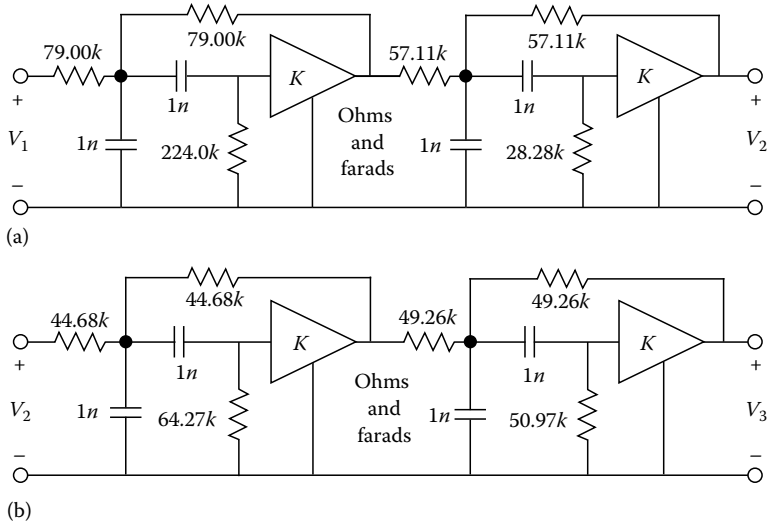 79.00k
57.11k
79.00k
57.11k
K
K
+
+
1n
1n
Ohms
and
farads
V1
1n
224.0k
1n
28.28k
V2
−
−
(a)
44.68k
49.26k
44.68k
49.26k
K
K
+
+
1n
1n
Ohms
and
farads
V2
1n
64.27k
1n
50.97k
V3
−
−
(b)